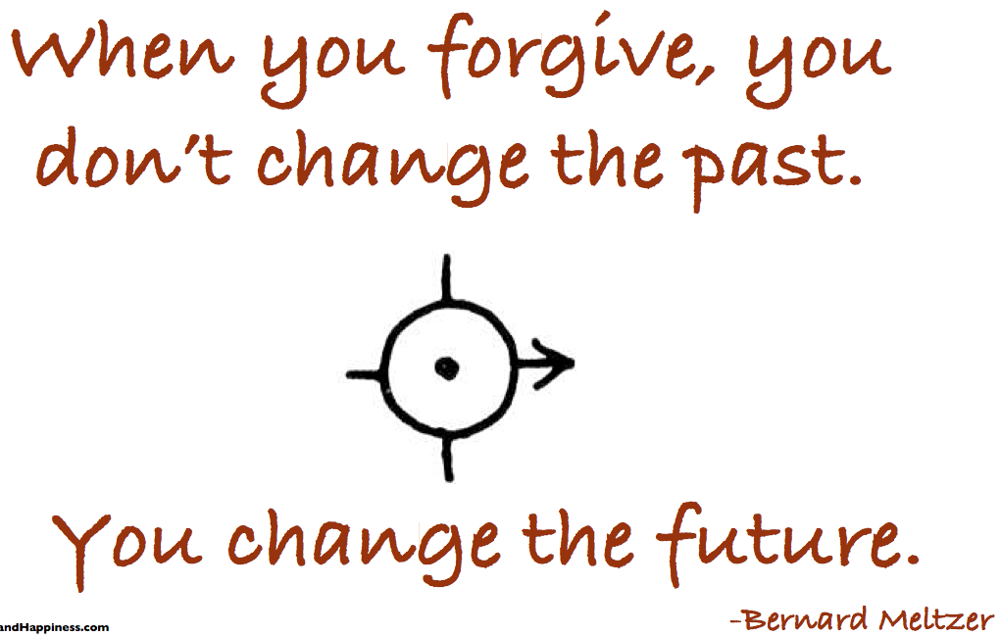 When you forgive, you
don't change the past.
You change the future.
-Bernard Meltzer
andHappiness.com